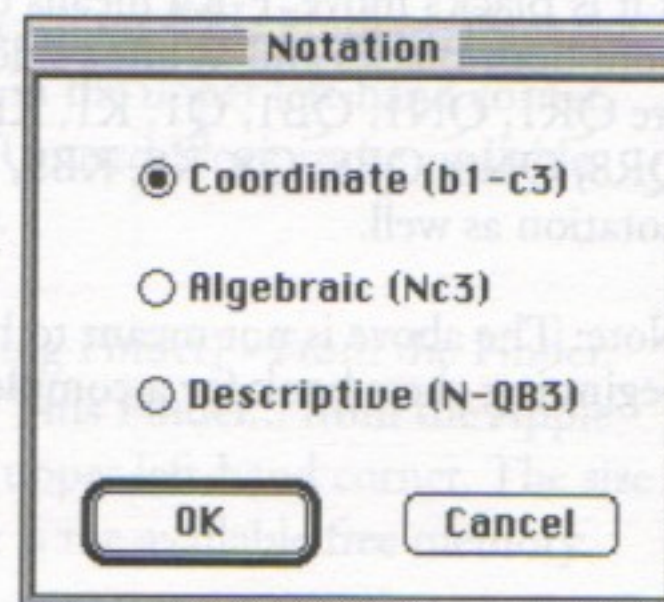 Notation
Coordinate (b1-c3)
Algebraic (Nc3)
Descriptive (N-QB3)
OK Cancel